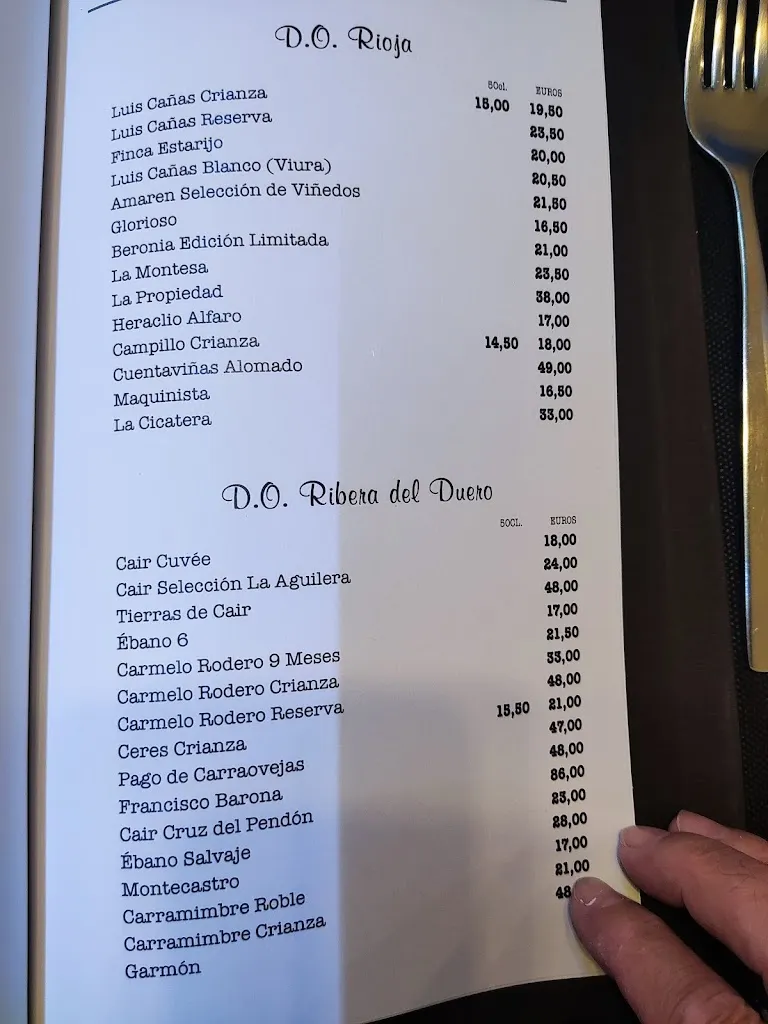 D.O. Rioja
50cl. EUROS
Luis Cañas Crianza 15,00 19,50
Luis Cañas Reserva 23,50
Finca Estarijo 20,00
Luis Cañas Blanco (Viura) 20,50
Amaren Selección de Viñedos 21,50
Glorioso 16,50
Beronia Edición Limitada 21,00
La Montesa 23,50
La Propiedad 38,00
Heraclio Alfaro 17,00
Campillo Crianza 14,50 18,00
Cuentaviñas Alomado 49,00
Maquinista 16,50
La Cicatera 33,00
D.O. Ribera del Duero
50CL. EUROS
Cair Cuvée 18,00
Cair Selección La Aguilera 24,00
Tierras de Cair 48,00
Ébano 6 17,00
Carmelo Rodero 9 Meses 21,50
Carmelo Rodero Crianza 33,00
Carmelo Rodero Reserva 48,00
Ceres Crianza 15,50 21,00
Pago de Carraovejas 47,00
Francisco Barona 48,00
Cair Cruz del Pendón 86,00
Ébano Salvaje 23,00
Montecastro 28,00
Carramimbre Roble 17,00
Carramimbre Crianza 21,00
Garmón 48